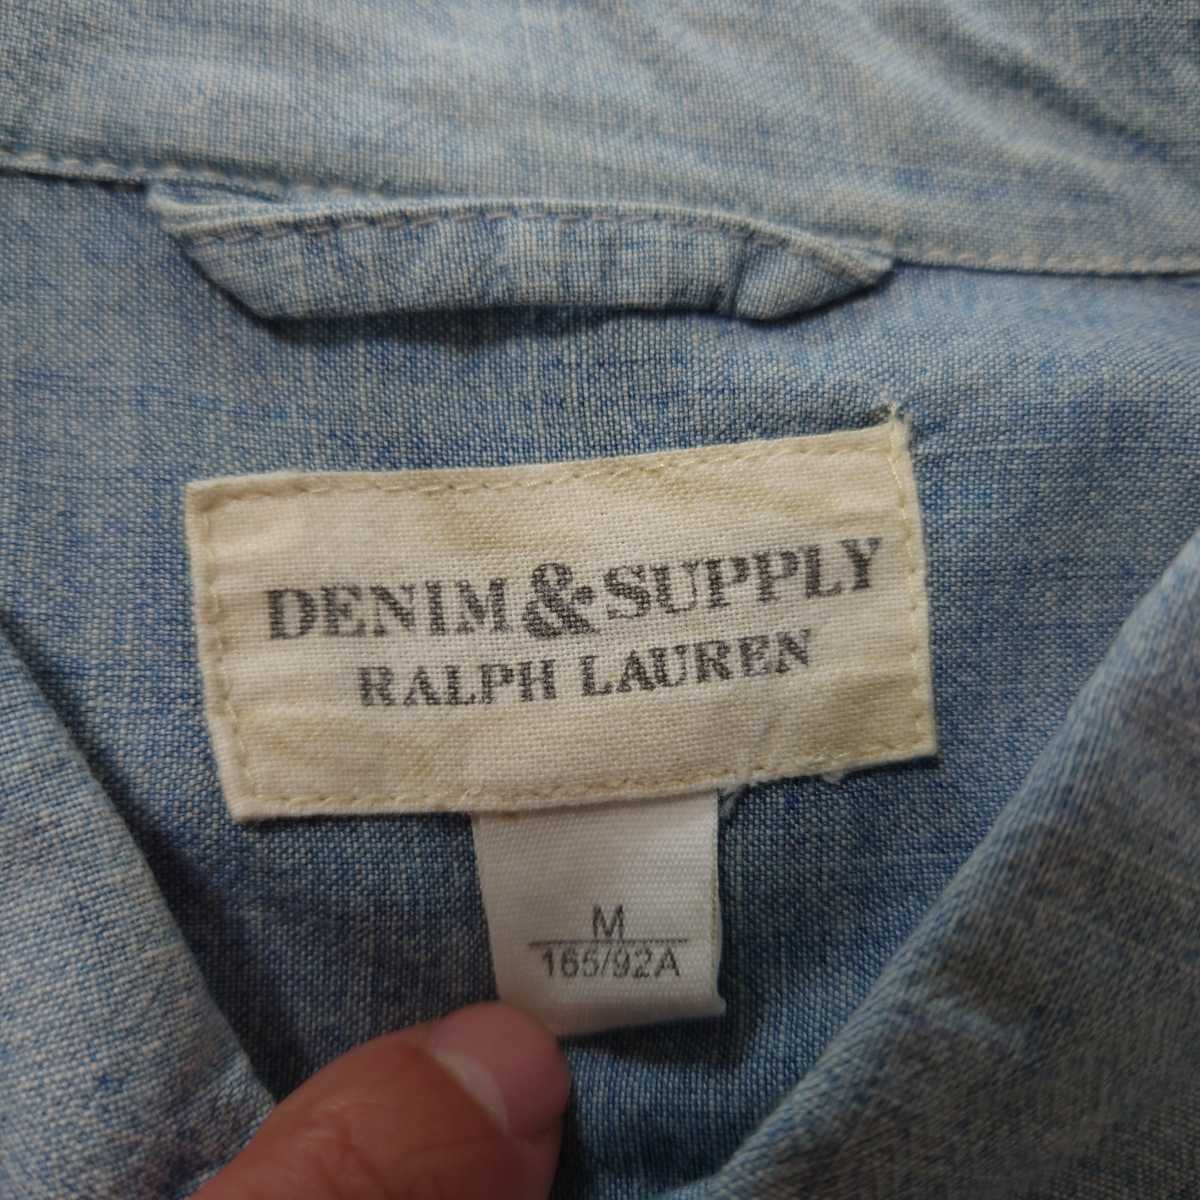 DENIM & SUPPLY
RALPH LAUREN
M
165/92A